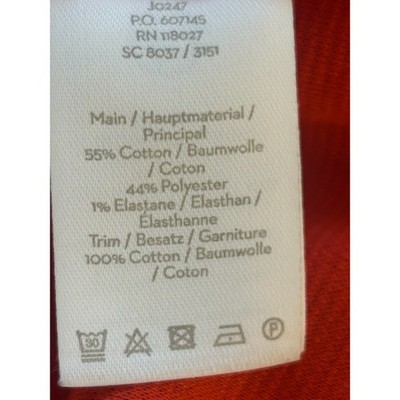 J0247
P.O. 607145
RN 118027
SC 8037 / 3151
Main / Hauptmaterial /
Principal
55% Cotton / Baumwolle
/ Coton
44% Polyester
1% Elastane / Elasthan /
Élasthanne
Trim / Besatz / Garniture
100% Cotton / Baumwolle
/ Coton
30 P